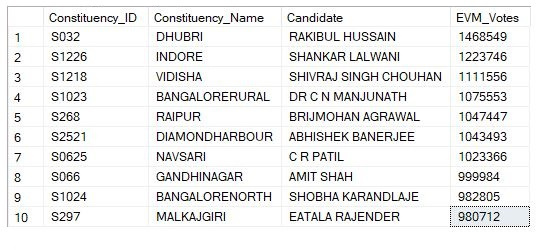 Constituency_ID Constituency_Name Candidate EVM_Votes
1 S032 DHUBRI RAKIBUL HUSSAIN 1468549
2 S1226 INDORE SHANKAR LALWANI 1223746
3 S1218 VIDISHA SHIVRAJ SINGH CHOUHAN 1111556
4 S1023 BANGALORERURAL DR C N MANJUNATH 1075553
5 S268 RAIPUR BRIJMOHAN AGRAWAL 1047447
6 S2521 DIAMONDHARBOUR ABHISHEK BANERJEE 1043493
7 S0625 NAVSARI C R PATIL 1023366
8 S066 GANDHINAGAR AMIT SHAH 999984
9 S1024 BANGALORENORTH SHOBHA KARANDLAJE 982805
10 S297 MALKAJGIRI EATALA RAJENDER 980712